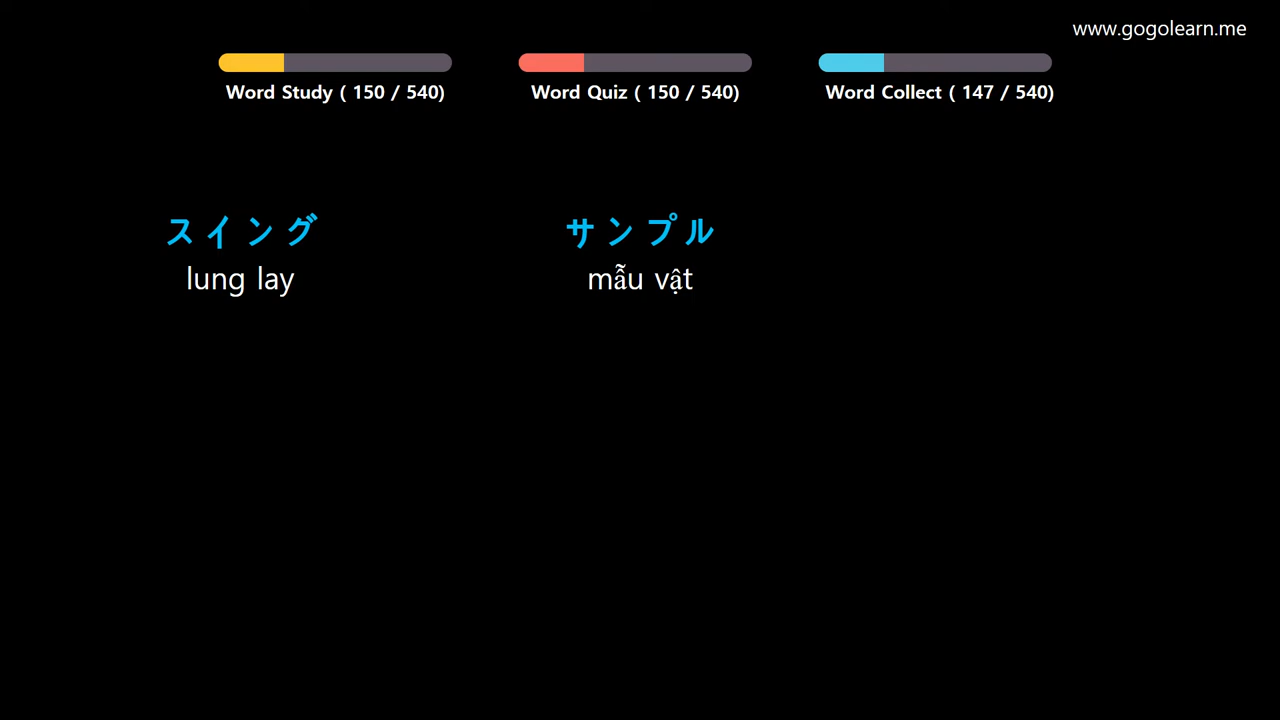 www.gogolearn.me
Word Study ( 150 / 540)
Word Quiz ( 150 / 540)
Word Collect ( 147 / 540)
スイング
lung lay
サンプル
mẫu vật